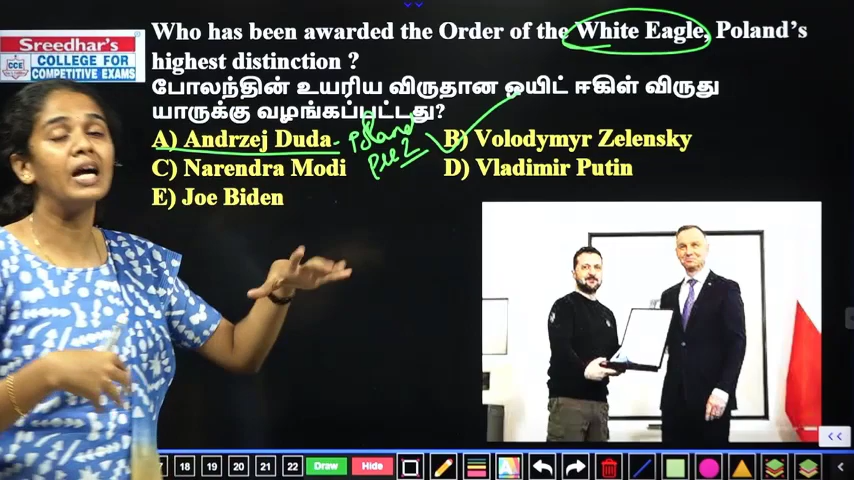 Who has been awarded the Order of the White Eagle, Poland's
highest distinction ?
போலந்தின் உயரிய விருதான ஒயிட் ஈகிள் விருது
யாருக்கு வழங்கப்பட்டது?
A) Andrzej Duda
B) Volodymyr Zelensky
C) Narendra Modi
D) Vladimir Putin
E) Joe Biden
Poland
Sreedhar's
CCE
COLLEGE FOR
COMPETITIVE EXAMS
18 19 20 21 22 Draw Hide